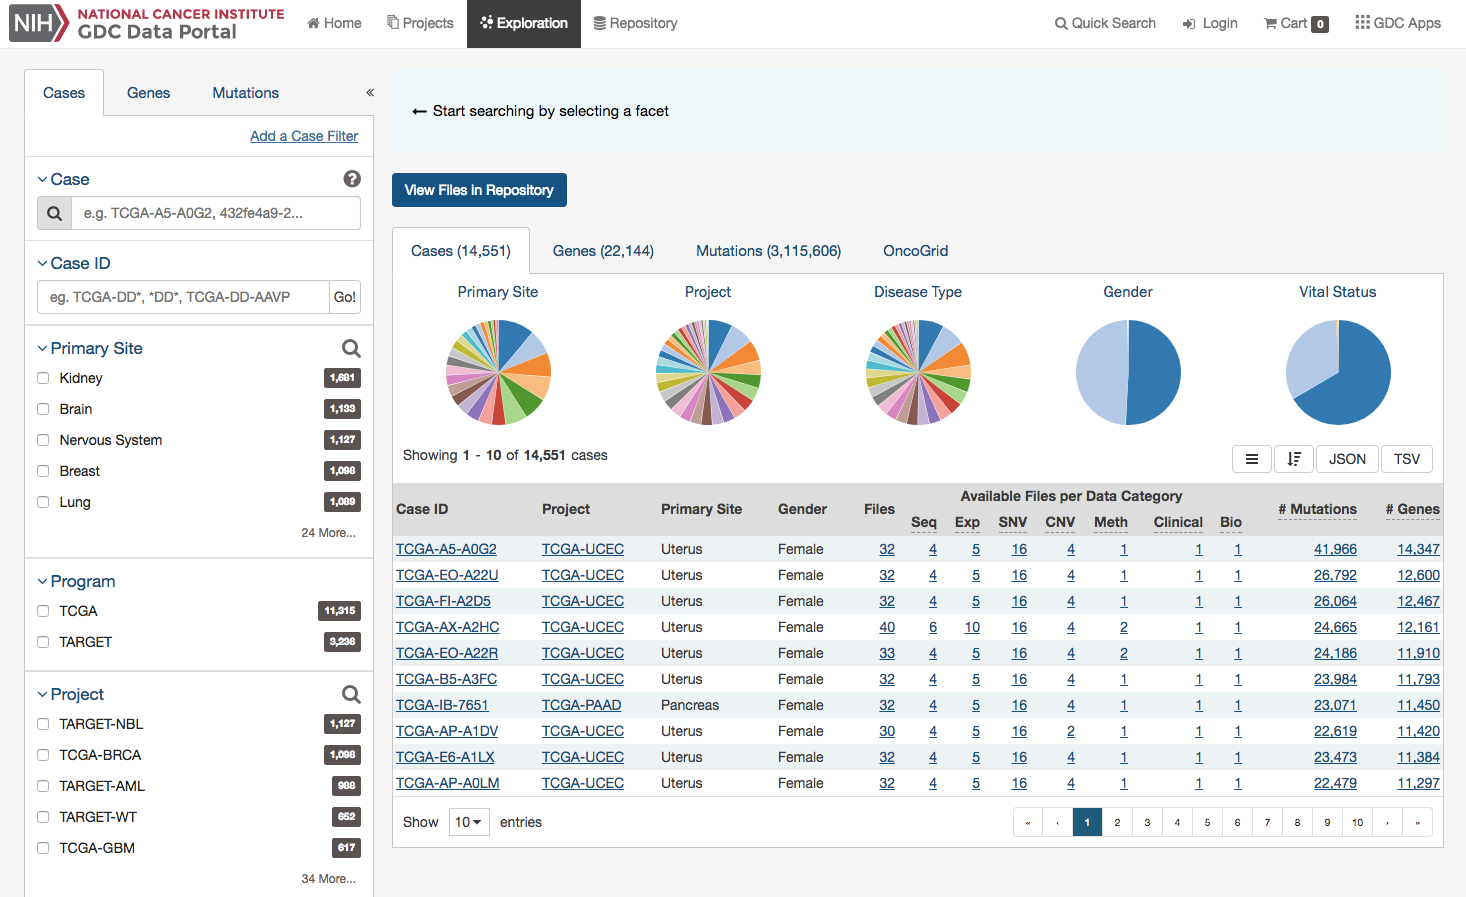 NIH NATIONAL CANCER INSTITUTE
GDC Data Portal
Home Projects Exploration Repository Quick Search Login Cart 0 GDC Apps
Cases Genes Mutations «
Add a Case Filter
Case ?
e.g. TCGA-A5-A0G2, 432fe4a9-2...
Case ID
eg. TCGA-DD*, *DD*, TCGA-DD-AAVP Go!
Primary Site
Kidney 1,681
Brain 1,133
Nervous System 1,127
Breast 1,098
Lung 1,089
24 More...
Program
TCGA 11,315
TARGET 3,236
Project
TARGET-NBL 1,127
TCGA-BRCA 1,098
TARGET-AML 988
TARGET-WT 652
TCGA-GBM 617
34 More...
← Start searching by selecting a facet
View Files in Repository
Cases (14,551) Genes (22,144) Mutations (3,115,606) OncoGrid
Primary Site Project Disease Type Gender Vital Status
Showing 1 - 10 of 14,551 cases JSON TSV
Available Files per Data Category
Case ID Project Primary Site Gender Files # Mutations # Genes
Seq Exp SNV CNV Meth Clinical Bio
TCGA-A5-A0G2 TCGA-UCEC Uterus Female 32 4 5 16 4 1 1 1 41,966 14,347
TCGA-EO-A22U TCGA-UCEC Uterus Female 32 4 5 16 4 1 1 1 26,792 12,600
TCGA-FI-A2D5 TCGA-UCEC Uterus Female 32 4 5 16 4 1 1 1 26,064 12,467
TCGA-AX-A2HC TCGA-UCEC Uterus Female 40 6 10 16 4 2 1 1 24,665 12,161
TCGA-EO-A22R TCGA-UCEC Uterus Female 33 4 5 16 4 2 1 1 24,186 11,910
TCGA-B5-A3FC TCGA-UCEC Uterus Female 32 4 5 16 4 1 1 1 23,984 11,793
TCGA-IB-7651 TCGA-PAAD Pancreas Female 32 4 5 16 4 1 1 1 23,071 11,450
TCGA-AP-A1DV TCGA-UCEC Uterus Female 30 4 5 16 2 1 1 1 22,619 11,420
TCGA-E6-A1LX TCGA-UCEC Uterus Female 32 4 5 16 4 1 1 1 23,473 11,384
TCGA-AP-A0LM TCGA-UCEC Uterus Female 32 4 5 16 4 1 1 1 22,479 11,297
Show 10 entries « ‹ 1 2 3 4 5 6 7 8 9 10 › »